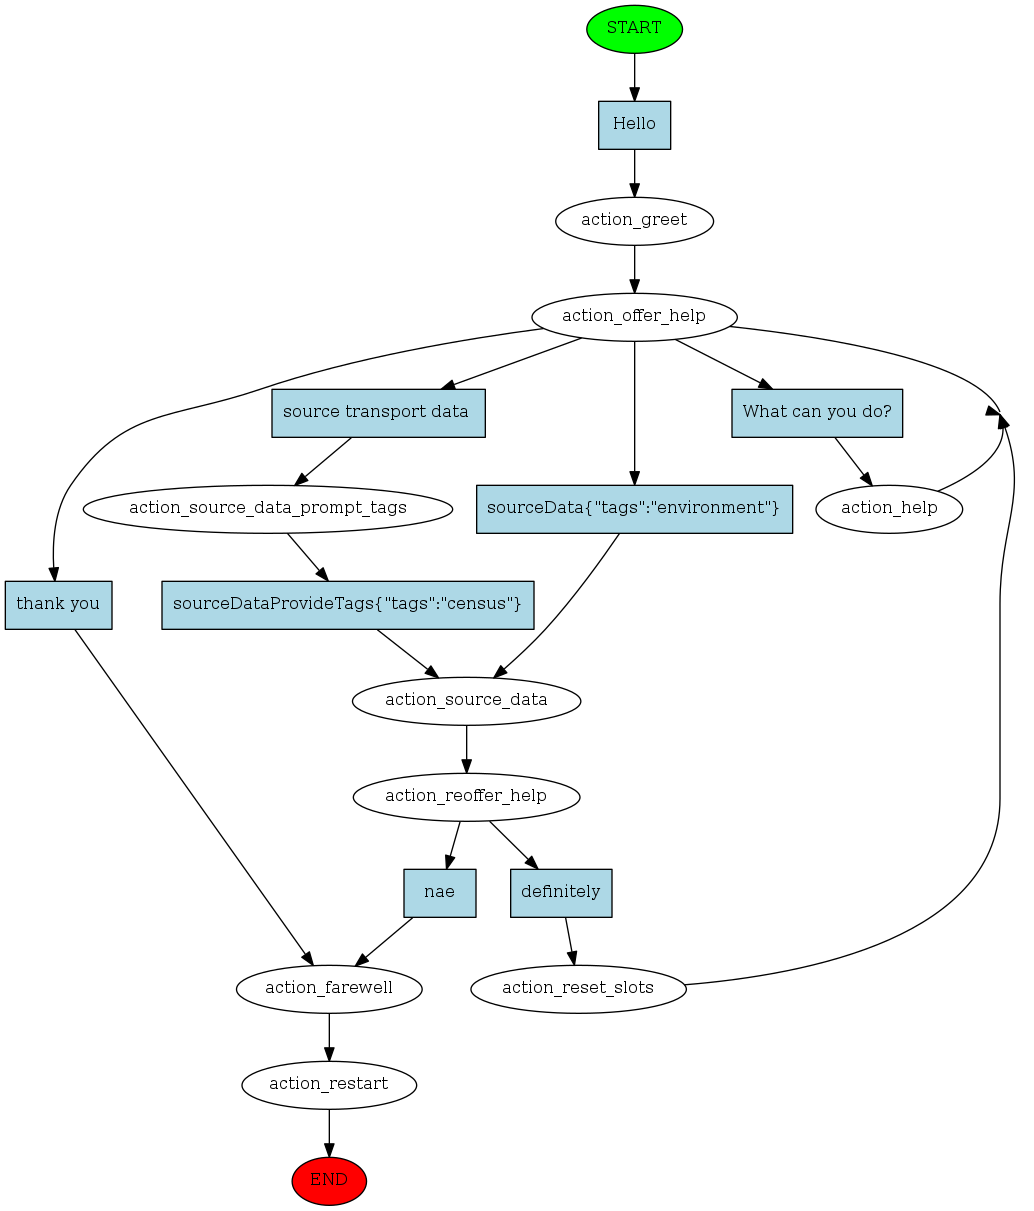 START
Hello
action_greet
action_offer_help
source transport data
What can you do?
action_source_data_prompt_tags
sourceData{"tags":"environment"}
action_help
thank you
sourceDataProvideTags{"tags":"census"}
action_source_data
action_reoffer_help
nae
definitely
action_farewell
action_reset_slots
action_restart
END